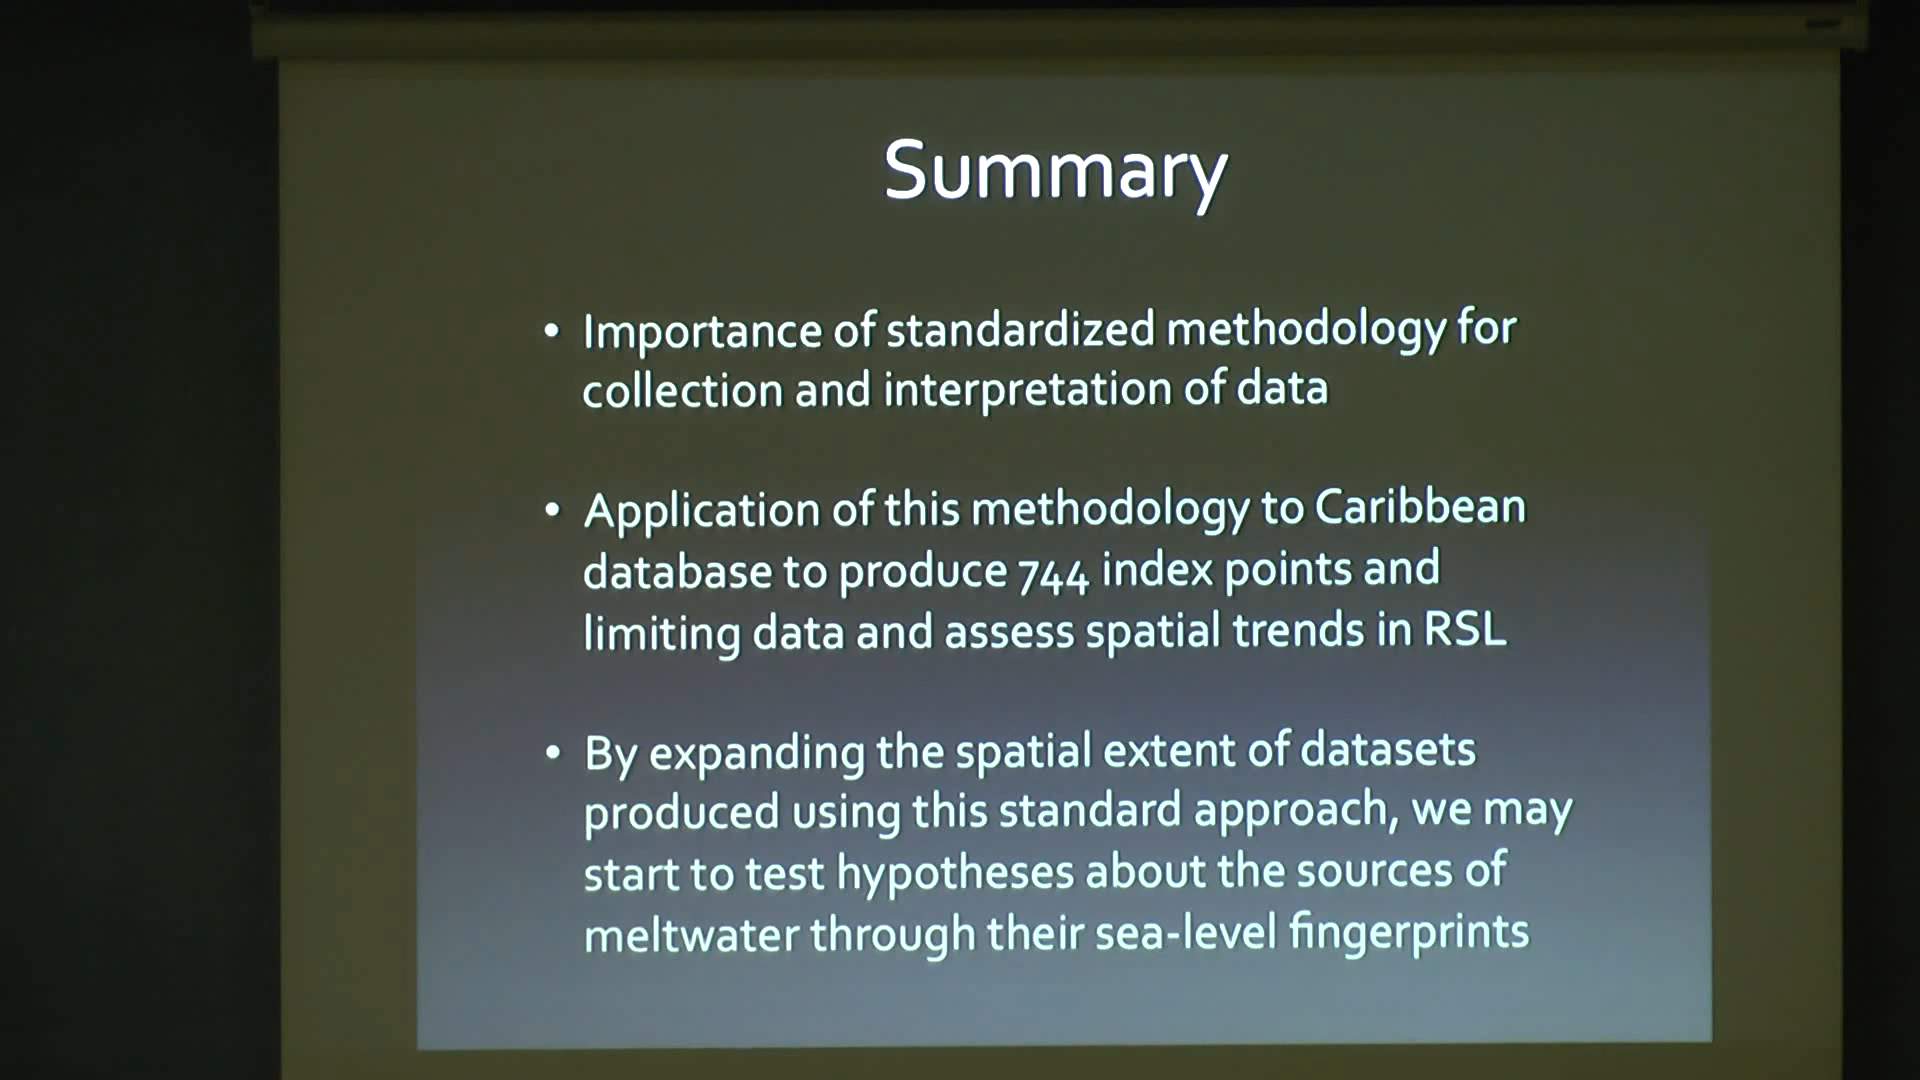 Summary
• Importance of standardized methodology for
collection and interpretation of data
• Application of this methodology to Caribbean
database to produce 744 index points and
limiting data and assess spatial trends in RSL
• By expanding the spatial extent of datasets
produced using this standard approach, we may
start to test hypotheses about the sources of
meltwater through their sea-level fingerprints